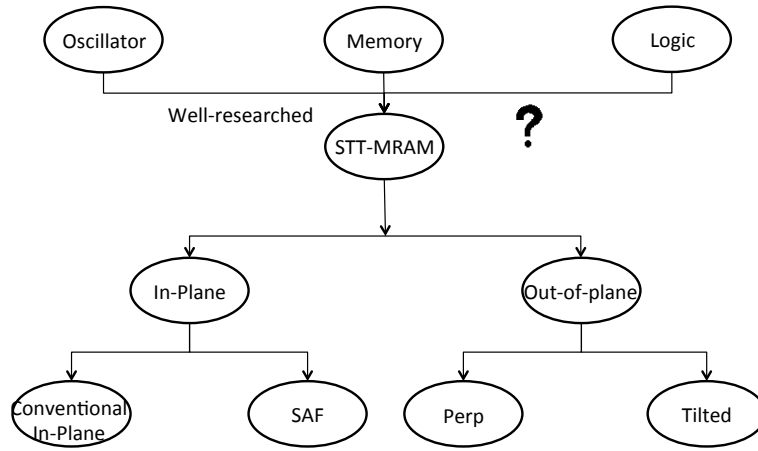 Oscillator
Memory
Logic
Well-researched
?
STT-MRAM
In-Plane
Out-of-plane
Conventional
In-Plane
SAF
Perp
Tilted